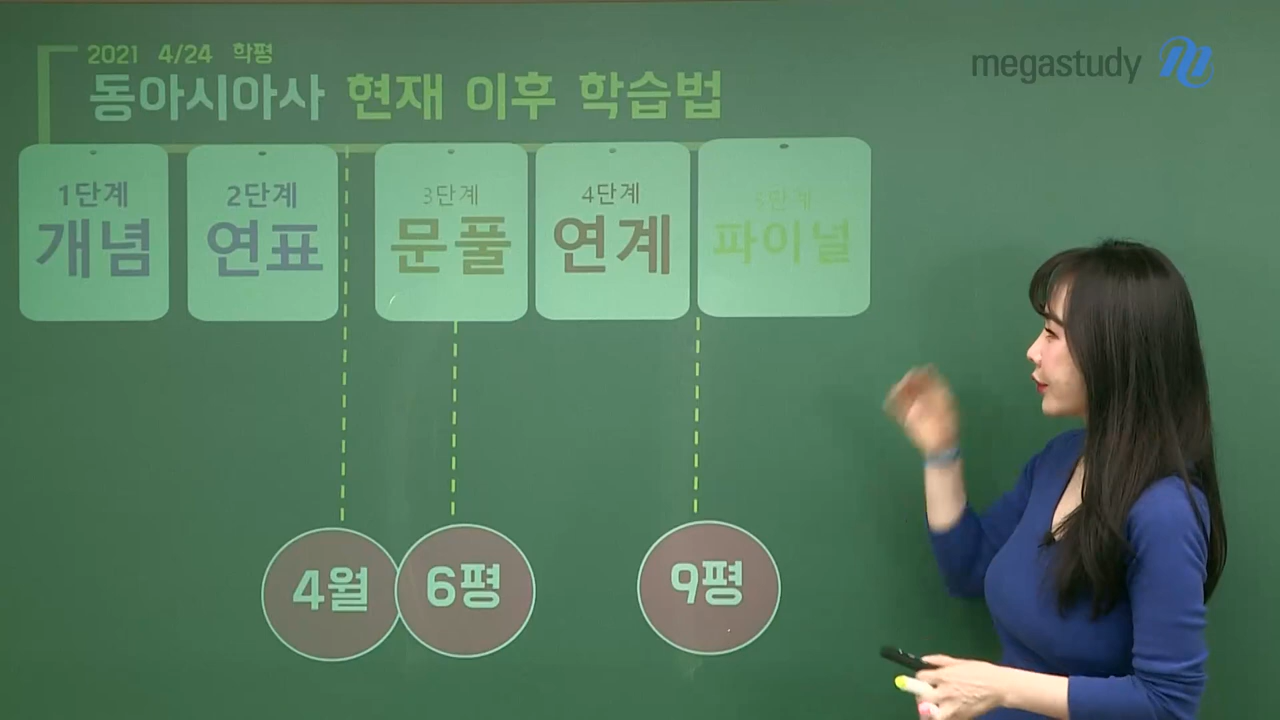 2021 4/24 학평
동아시아사 현재 이후 학습법
megastudy
1단계
개념
2단계
연표
3단계
문풀
4단계
연계
5단계
파이널
4월
6평
9평